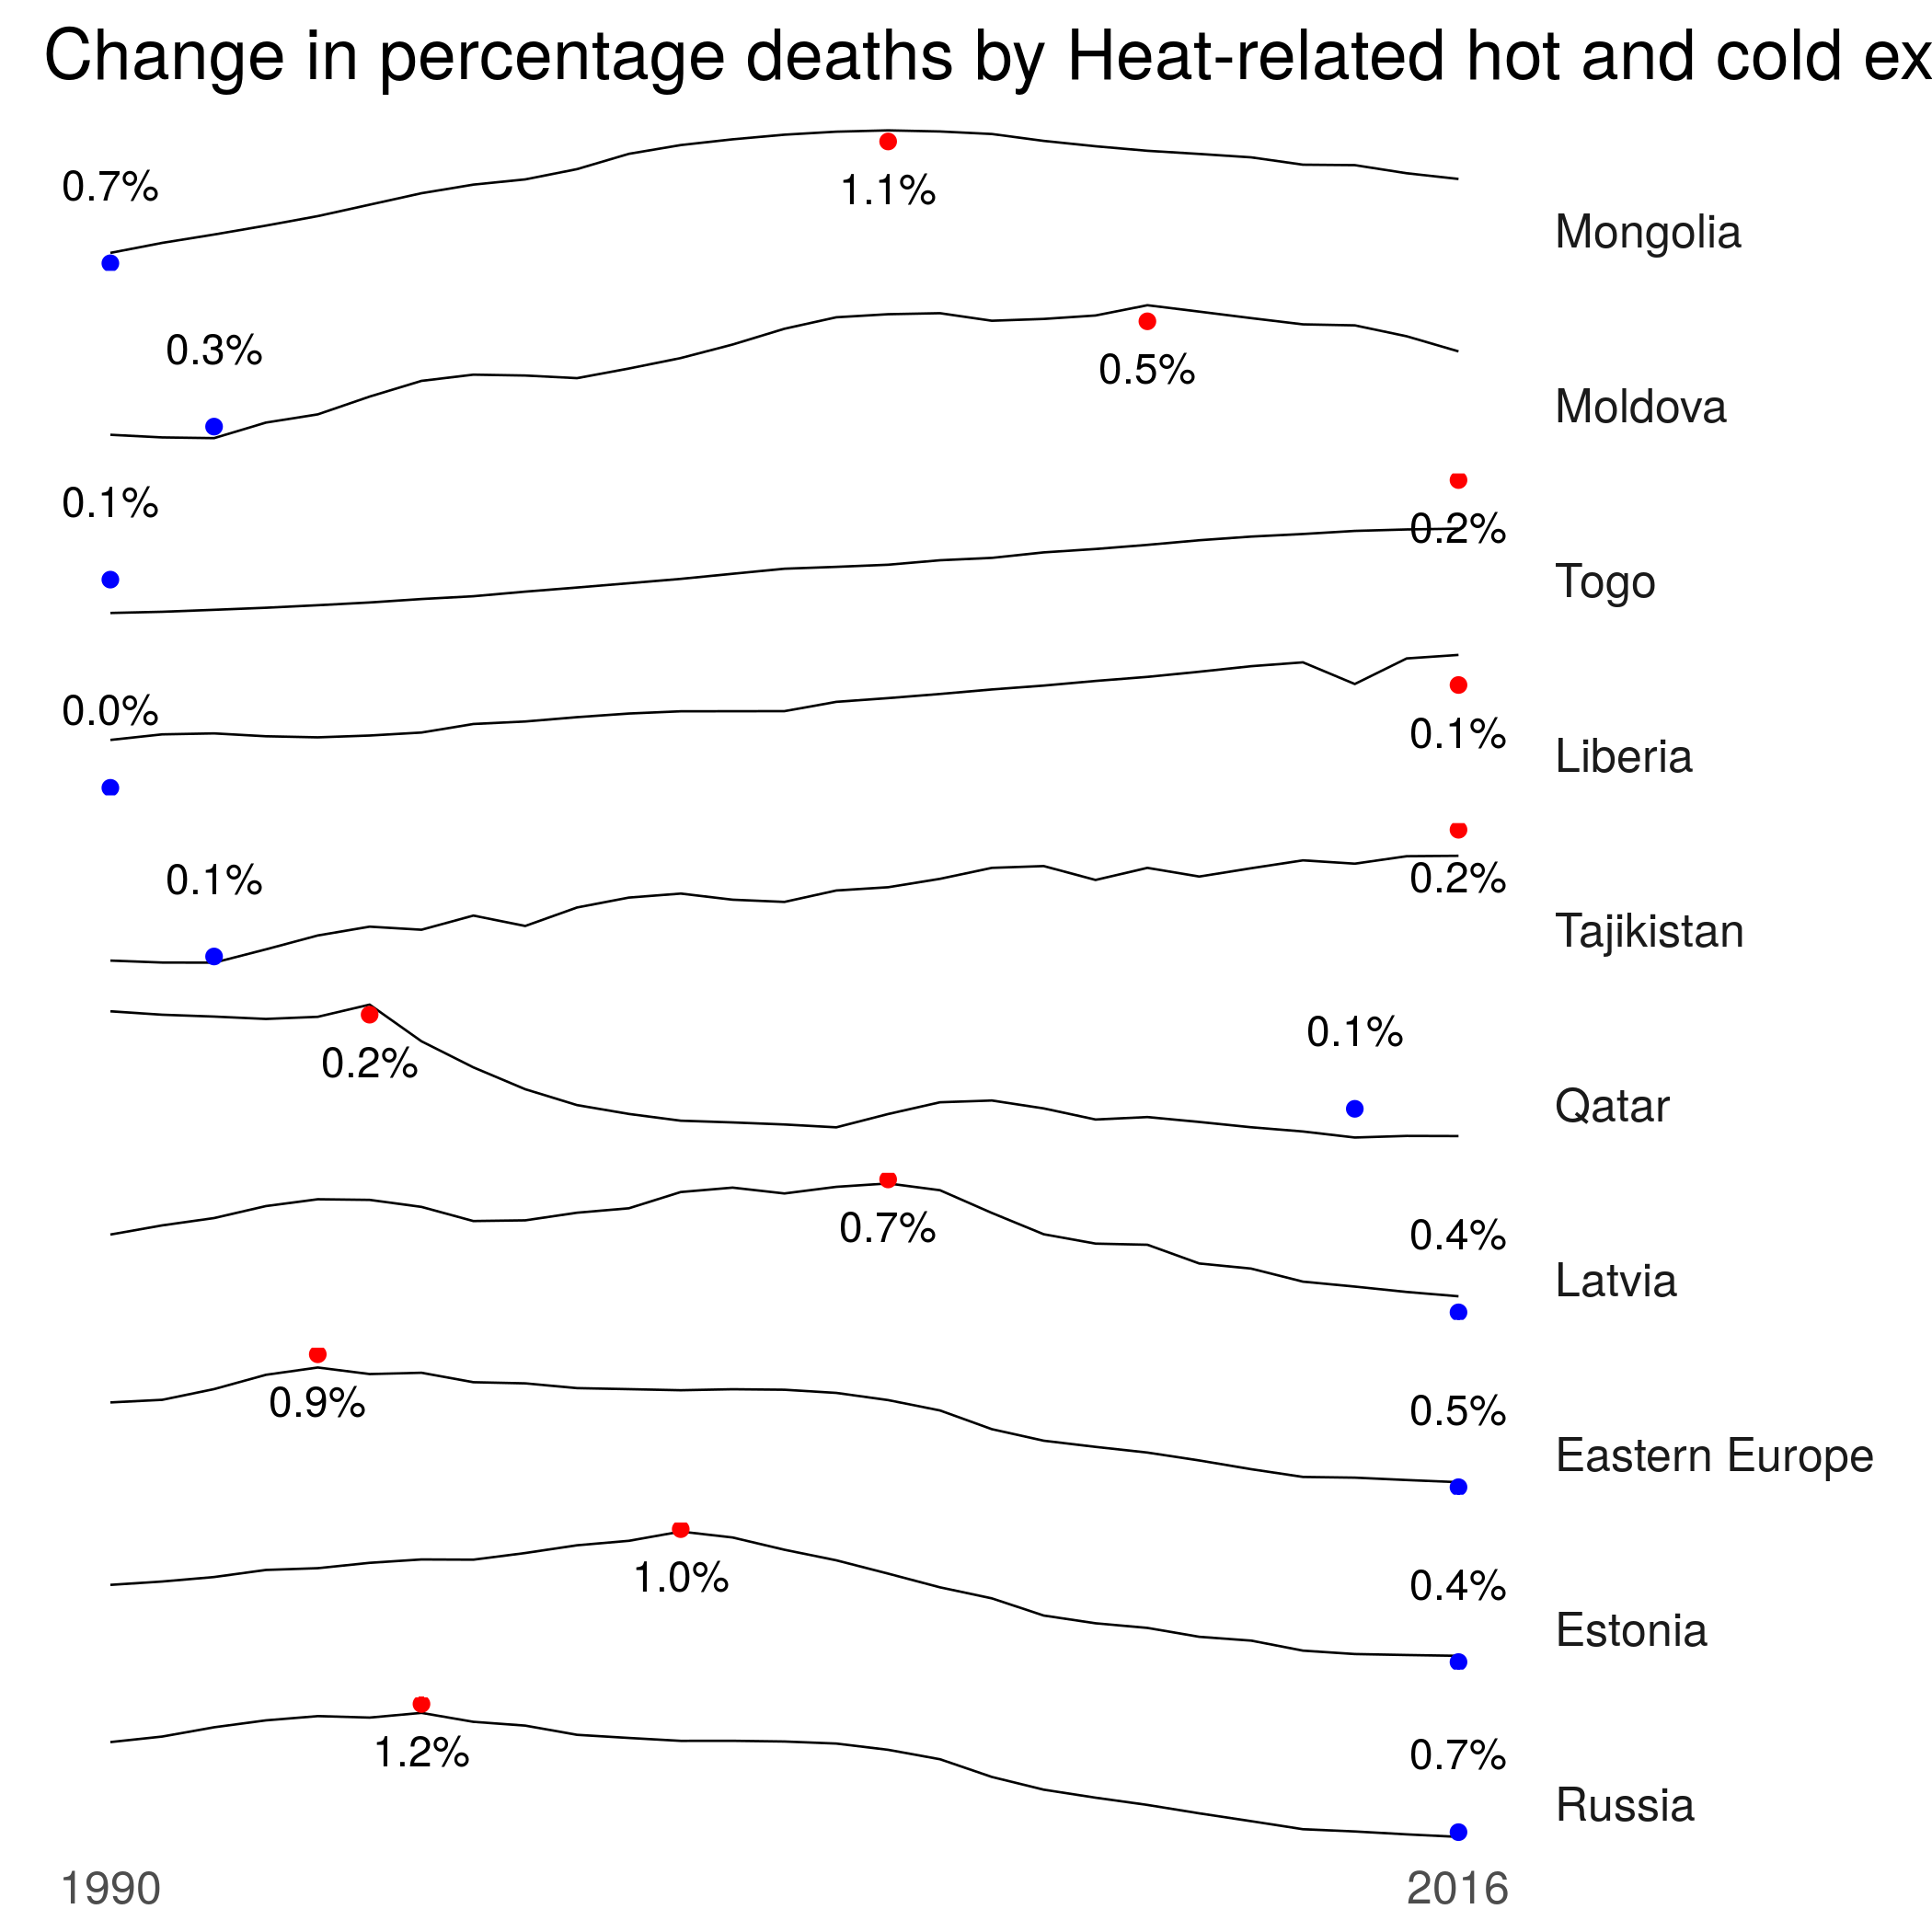 Change in percentage deaths by Heat-related hot and cold ex
0.7%
1.1%
Mongolia
0.3%
0.5%
Moldova
0.1%
0.2%
Togo
0.0%
0.1%
Liberia
0.1%
0.2%
Tajikistan
0.2%
0.1%
Qatar
0.7%
0.4%
Latvia
0.9%
0.5%
Eastern Europe
1.0%
0.4%
Estonia
1.2%
0.7%
Russia
1990
2016